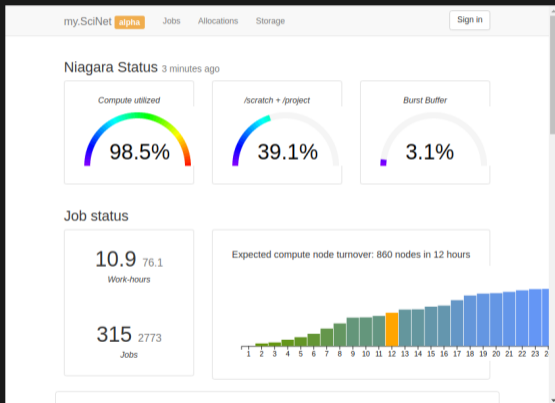 my.SciNet alpha Jobs Allocations Storage Sign in
Niagara Status 3 minutes ago
Compute utilized
98.5%
/scratch + /project
39.1%
Burst Buffer
3.1%
Job status
10.9 76.1
Work-hours
315 2773
Jobs
Expected compute node turnover: 860 nodes in 12 hours
1 2 3 4 5 6 7 8 9 10 11 12 13 14 15 16 17 18 19 20 21 22 23